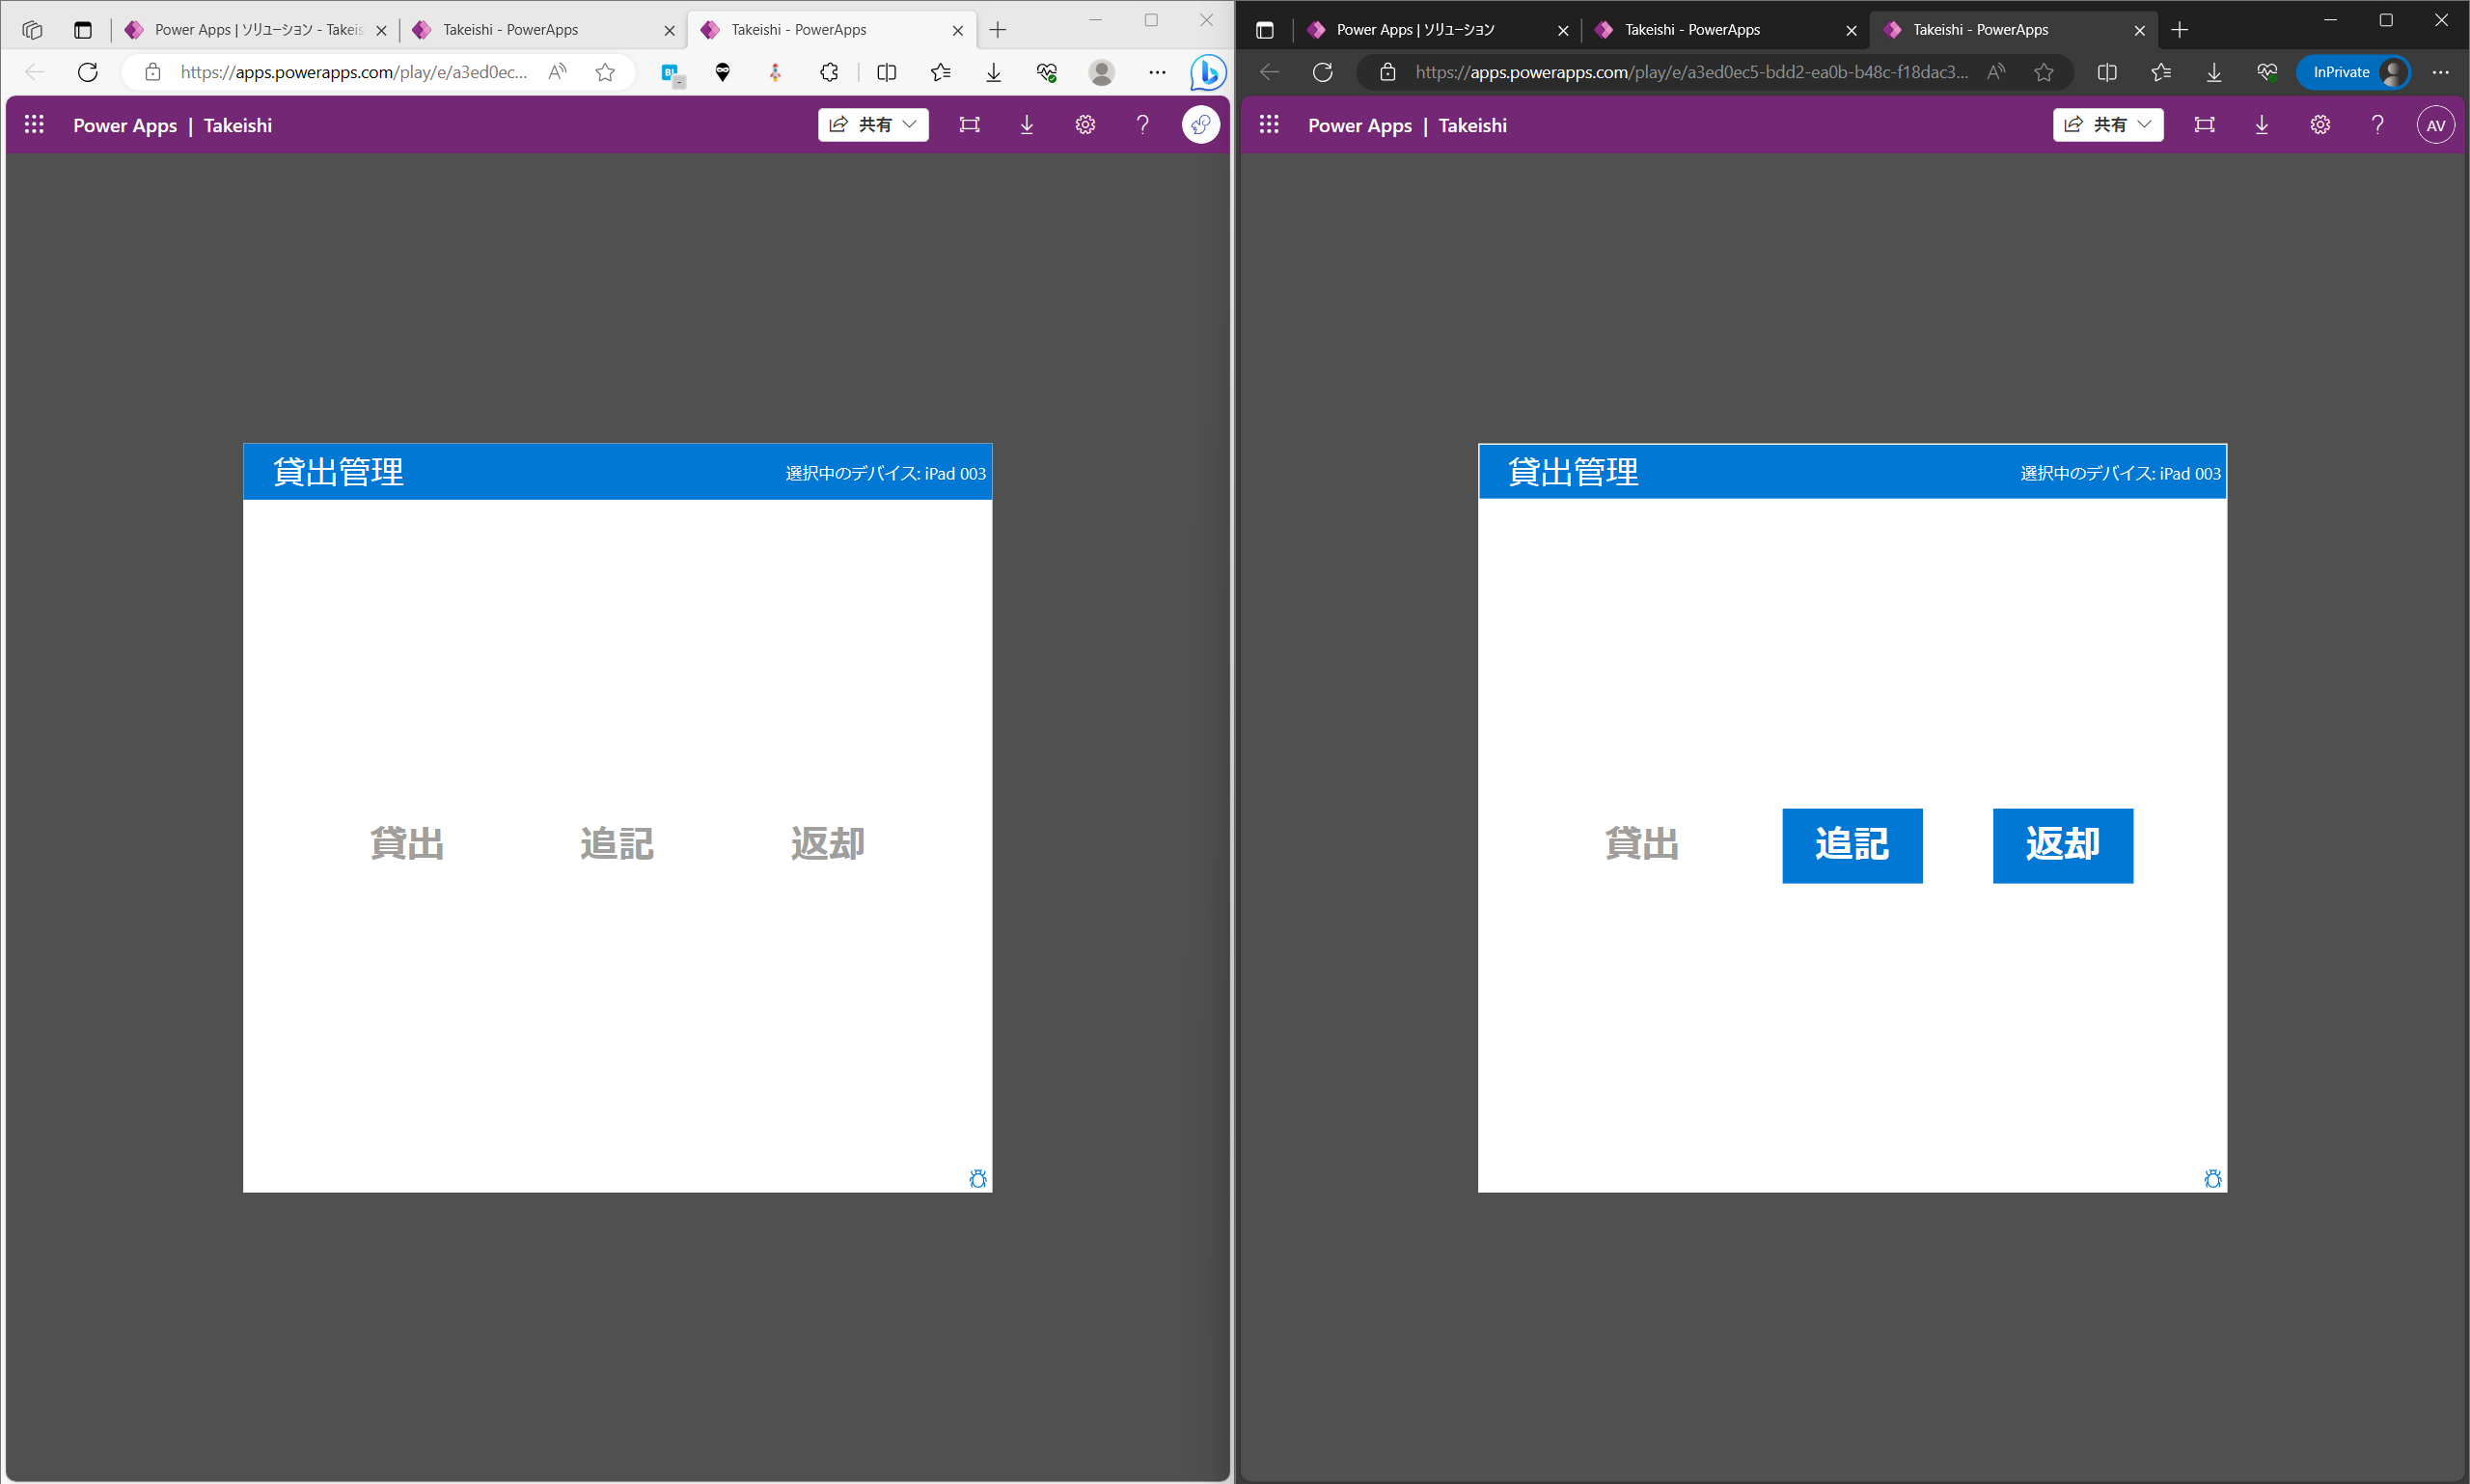 Power Apps | ソリューション - Takeis
Takeishi - PowerApps
Takeishi - PowerApps
https://apps.powerapps.com/play/e/a3ed0ec...
Power Apps | Takeishi
共有
貸出管理
選択中のデバイス: iPad 003
貸出 追記 返却
Power Apps | ソリューション
Takeishi - PowerApps
Takeishi - PowerApps
https://apps.powerapps.com/play/e/a3ed0ec5-bdd2-ea0b-b48c-f18dac3...
InPrivate
Power Apps | Takeishi
共有
AV
貸出管理
選択中のデバイス: iPad 003
貸出 追記 返却